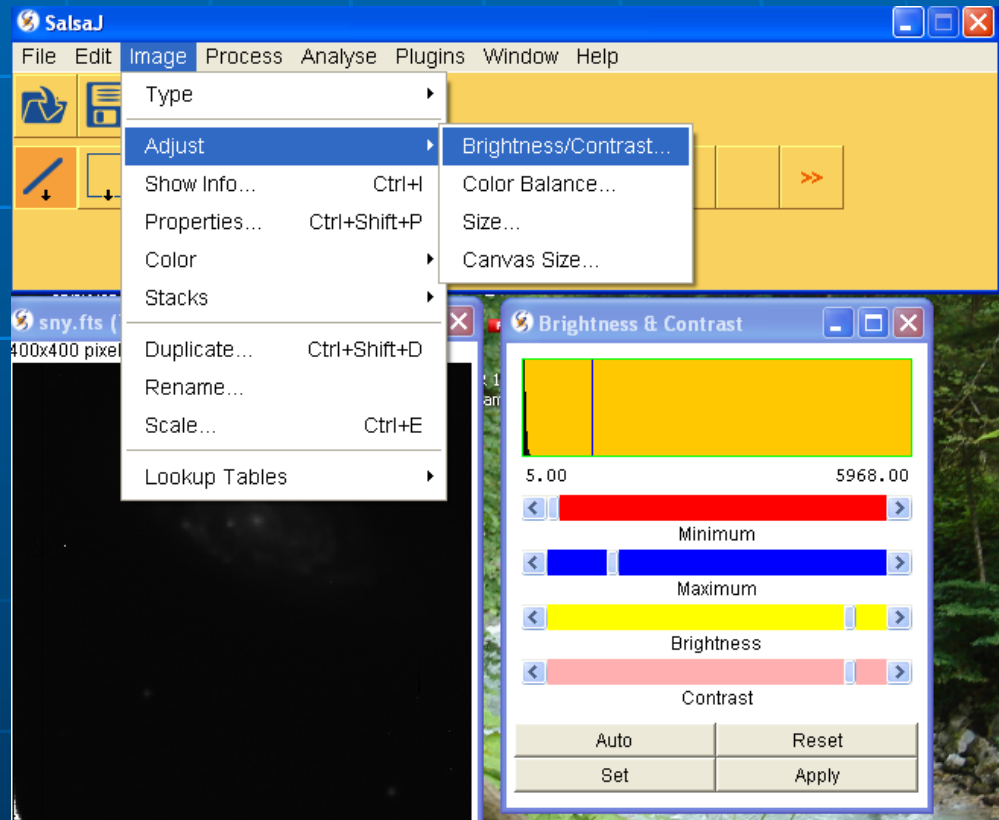 SalsaJ
File Edit Image Process Analyse Plugins Window Help
Type
Adjust
Brightness/Contrast...
Show Info... Ctrl+I
Color Balance...
Properties... Ctrl+Shift+P
Size...
Color
Canvas Size...
Stacks
>>
sny.fts (
400x400 pixel
Duplicate... Ctrl+Shift+D
Rename...
Scale... Ctrl+E
Lookup Tables
Brightness & Contrast
5.00 5968.00
Minimum
Maximum
Brightness
Contrast
Auto Reset
Set Apply